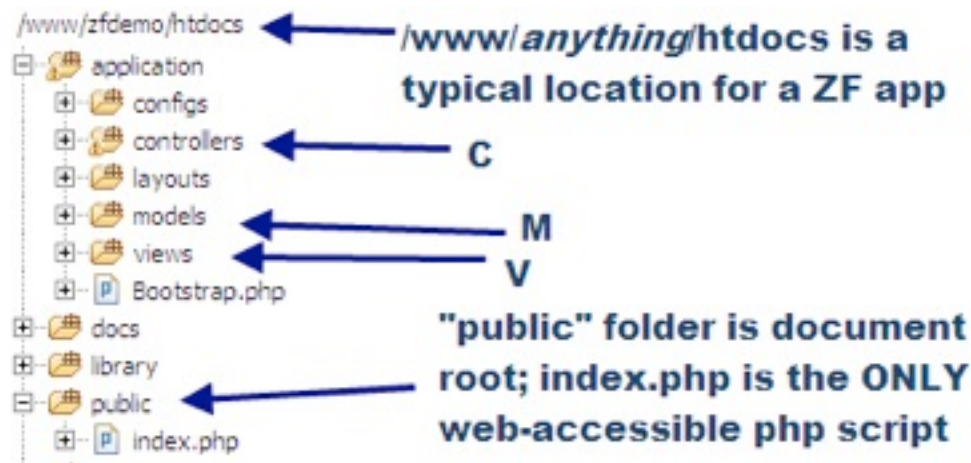 /www/zfdemo/htdocs
/www/anything/htdocs is a
typical location for a ZF app
application
configs
controllers
C
layouts
models
M
views
V
Bootstrap.php
docs
"public" folder is document
library
root; index.php is the ONLY
public
web-accessible php script
index.php